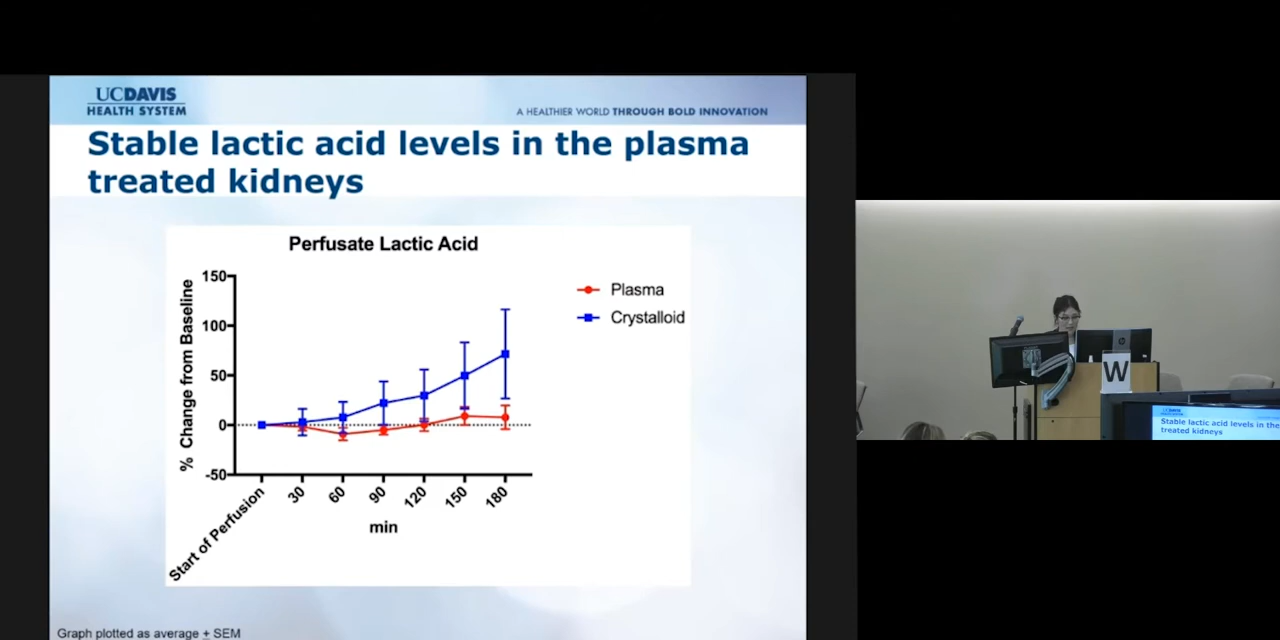 UCDAVIS
HEALTH SYSTEM
A HEALTHIER WORLD THROUGH BOLD INNOVATION
Stable lactic acid levels in the plasma
treated kidneys
Perfusate Lactic Acid
% Change from Baseline
150
100
50
0
-50
Start of Perfusion
30
60
90
120
150
180
min
Plasma
Crystalloid
Graph plotted as average + SEM
W
UCDAVIS
Stable lactic acid levels in the
treated kidneys